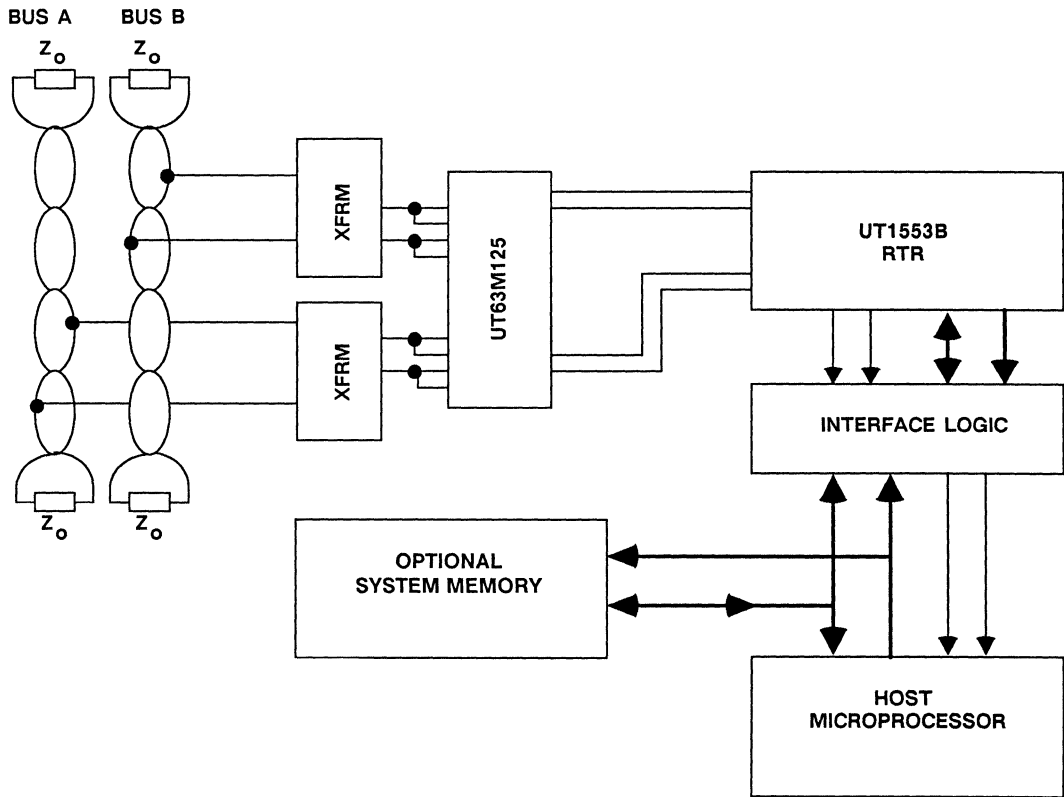 BUS A BUS B
Zo Zo
XFRM
XFRM
UT63M125
UT1553B
RTR
INTERFACE LOGIC
OPTIONAL
SYSTEM MEMORY
HOST
MICROPROCESSOR
Zo Zo